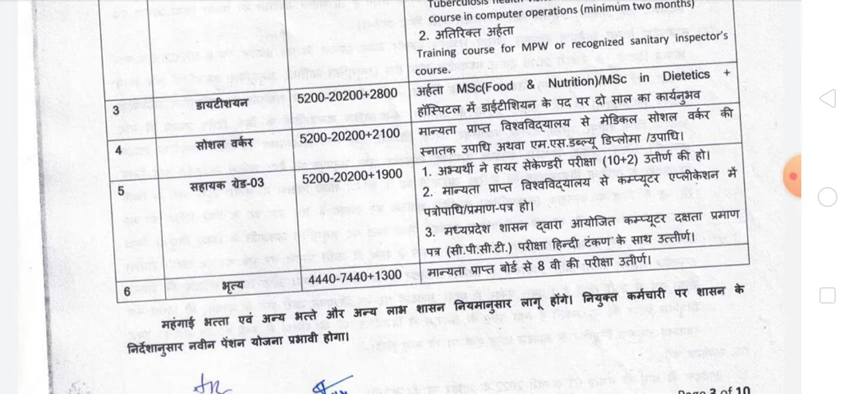 Tuberculosis
course in computer operations (minimum two months)
2. अतिरिक्त अर्हता
Training course for MPW or recognized sanitary inspector's
course.
3 डायटीशियन 5200-20200+2800 अर्हता MSc(Food & Nutrition)/MSc in Dietetics +
हॉस्पिटल में डाईटीशियन के पद पर दो साल का कार्यनुभव
4 सोशल वर्कर 5200-20200+2100 मान्यता प्राप्त विश्वविद्यालय से मेडिकल सोशल वर्कर की
स्नातक उपाधि अथवा एम.एस.डब्ल्यू डिप्लोमा /उपाधि।
5 सहायक ग्रेड-03 5200-20200+1900 1. अभ्यर्थी ने हायर सेकेण्डरी परीक्षा (10+2) उतीर्ण की हो।
2. मान्यता प्राप्त विश्वविद्यालय से कम्प्यूटर एप्लीकेशन में
पत्रोपाधि/प्रमाण-पत्र हो।
3. मध्यप्रदेश शासन द्वारा आयोजित कम्प्यूटर दक्षता प्रमाण
पत्र (सी.पी.सी.टी.) परीक्षा हिन्दी टंकण के साथ उत्तीर्ण।
6 भृत्य 4440-7440+1300 मान्यता प्राप्त बोर्ड से 8 वी की परीक्षा उतीर्ण।
महंगाई भत्ता एवं अन्य भत्ते और अन्य लाभ शासन नियमानुसार लागू होंगे। नियुक्त कर्मचारी पर शासन के
निर्देशानुसार नवीन पेंशन योजना प्रभावी होगा।
Page 3 of 10